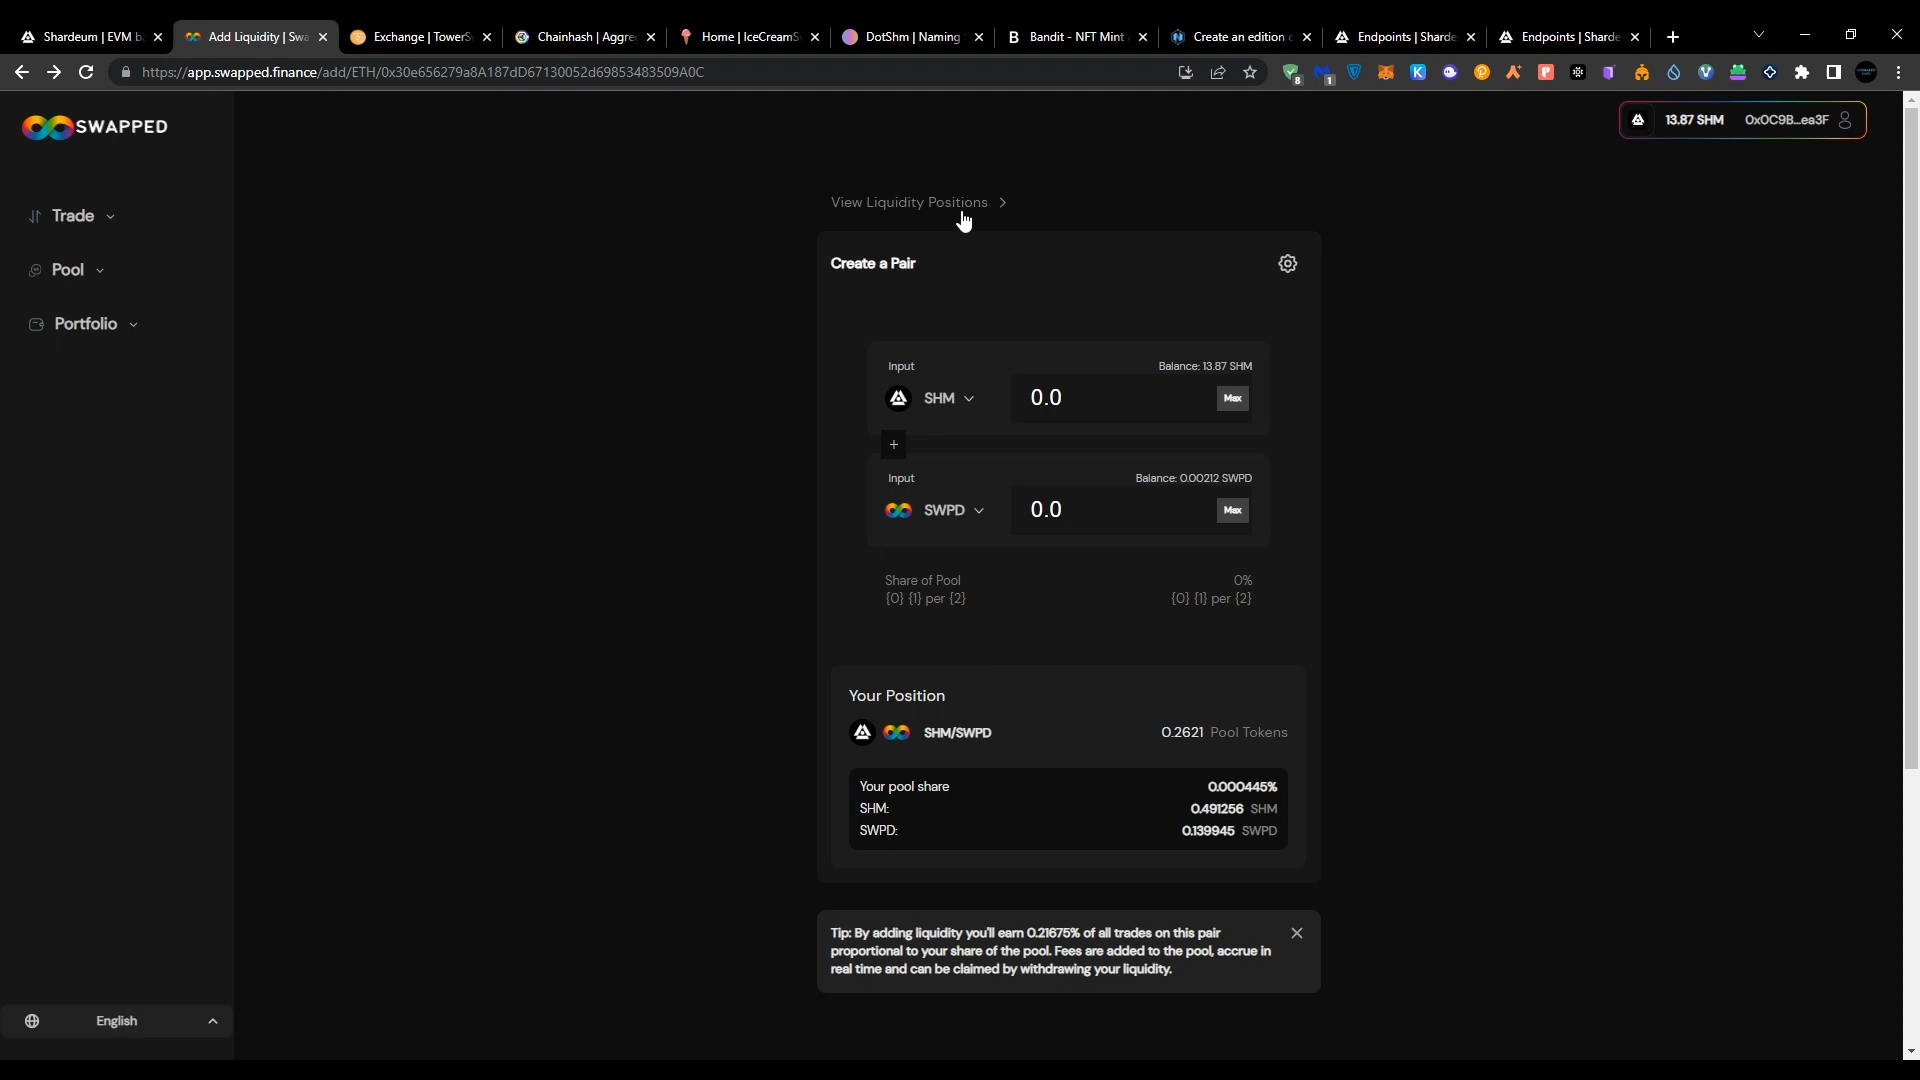 Shardeum | EVM b
Add Liquidity | Swa
Exchange | TowerS
Chainhash | Aggre
Home | IceCreamS
DotShm | Naming
Bandit - NFT Mint
Create an edition
Endpoints | Sharde
Endpoints | Sharde
https://app.swapped.finance/add/ETH/0x30e656279a8A187dD67130052d69853483509A0C
8
1
SWAPPED
13.87 SHM 0x0C9B...ea3F
Trade
Pool
Portfolio
English
View Liquidity Positions
Create a Pair
Input Balance: 13.87 SHM
SHM 0.0 Max
+
Input Balance: 0.00212 SWPD
SWPD 0.0 Max
Share of Pool 0%
{0} {1} per {2} {0} {1} per {2}
Your Position
SHM/SWPD 0.2621 Pool Tokens
Your pool share 0.000445%
SHM: 0.491256 SHM
SWPD: 0.139945 SWPD
Tip: By adding liquidity you'll earn 0.21675% of all trades on this pair
proportional to your share of the pool. Fees are added to the pool, accrue in
real time and can be claimed by withdrawing your liquidity.